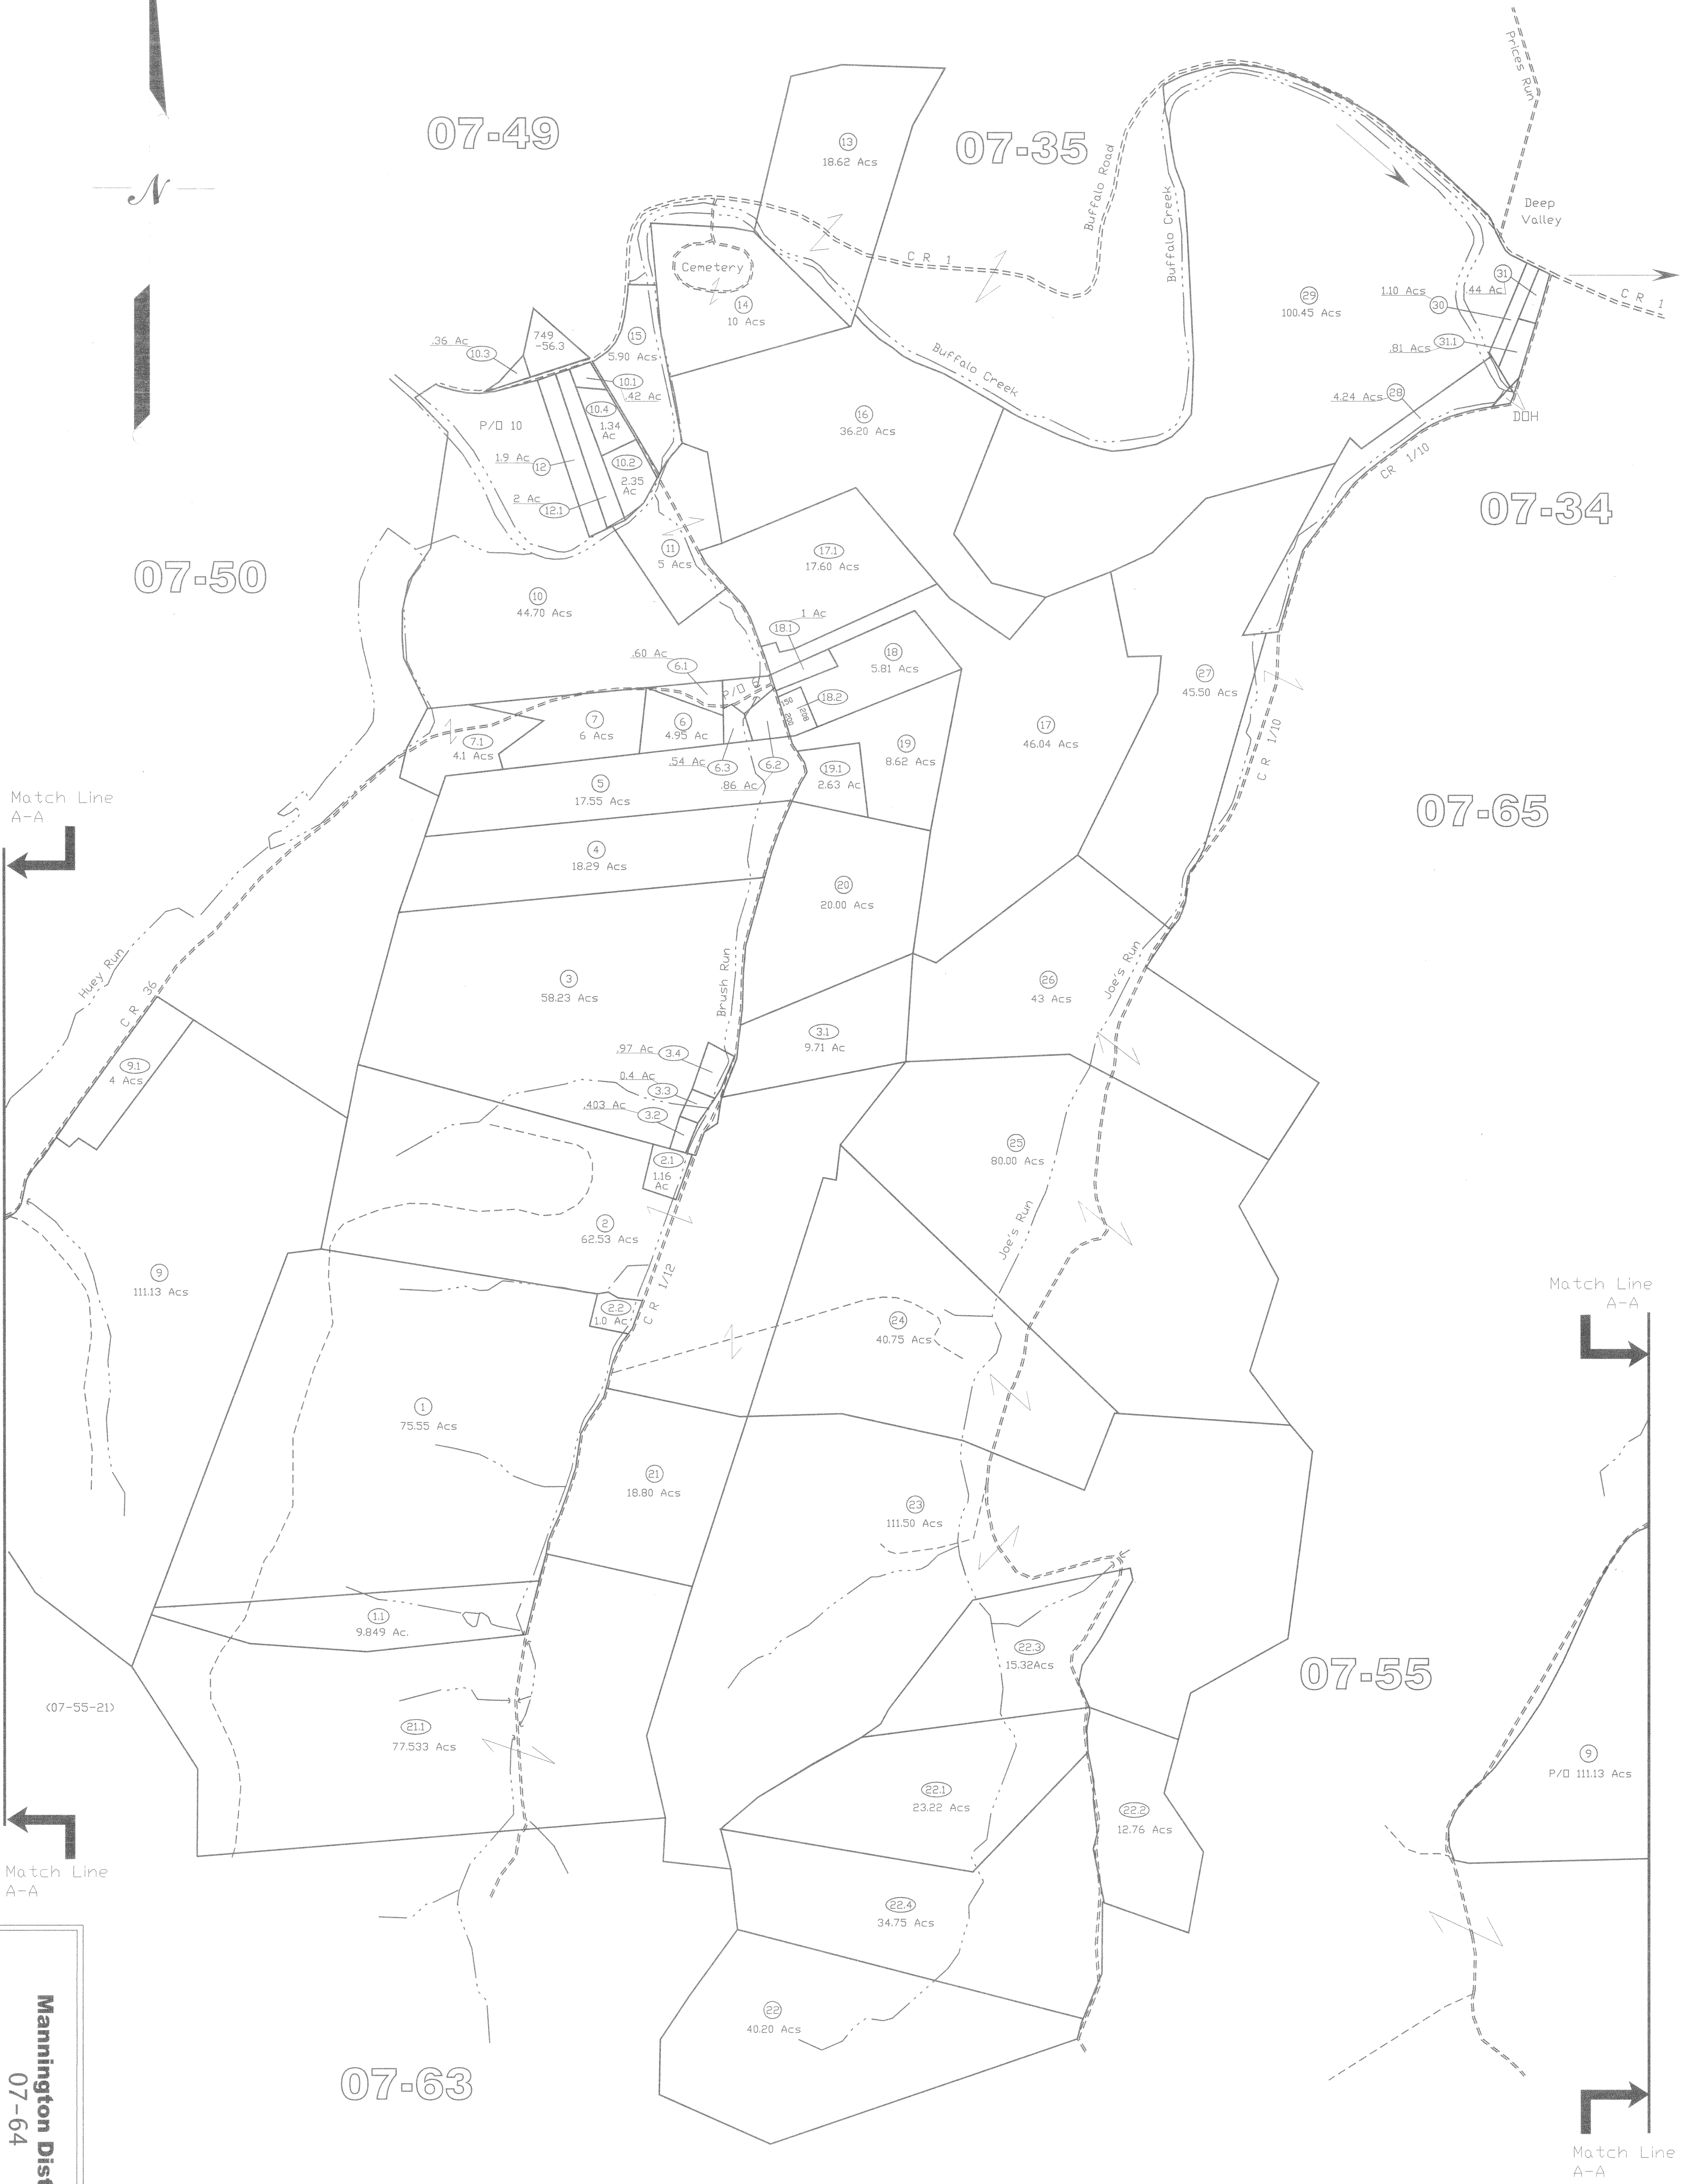 07-49
07-35
Prices Run
N
13
18.62 Acs
Buffalo Road
Buffalo Creek
Deep
Valley
Cemetery
C R 1
14
10 Acs
29
100.45 Acs
31
.44 Ac
1.10 Acs
30
C R 1
749
-56.3
15
5.90 Acs
.36 Ac
10.3
.81 Acs
31.1
Buffalo Creek
10.1
.42 Ac
10.4
1.34
Ac
4.24 Acs
28
DOH
P/O 10
16
36.20 Acs
1.9 Ac
12
10.2
2.35
Ac
CR 1/10
2 Ac
12.1
07-34
11
5 Acs
17.1
17.60 Acs
07-50
10
44.70 Acs
1 Ac
18.1
.60 Ac
6.1
18
5.81 Acs
P/O 6
27
45.50 Acs
18.2
159
208
200
7
6 Acs
6
4.95 Ac
17
46.04 Acs
7.1
4.1 Acs
19
8.62 Acs
C R 1/10
.54 Ac
6.3
6.2
.86 Ac
19.1
2.63 Ac
5
17.55 Acs
Match Line
A-A
07-65
4
18.29 Acs
20
20.00 Acs
Huey Run
C R 36
3
58.23 Acs
Brush Run
Joe's Run
26
43 Acs
3.1
9.71 Ac
9.1
4 Acs
.97 Ac
3.4
0.4 Ac
3.3
.403 Ac
3.2
25
80.00 Acs
2.1
1.16
Ac
2
62.53 Acs
Joe's Run
9
111.13 Acs
C R 1/12
Match Line
A-A
2.2
1.0 Ac
24
40.75 Acs
1
75.55 Acs
21
18.80 Acs
23
111.50 Acs
1.1
9.849 Ac.
22.3
15.32Acs
07-55
(07-55-21)
21.1
77.533 Acs
9
P/O 111.13 Acs
22.1
23.22 Acs
22.2
12.76 Acs
Match Line
A-A
22.4
34.75 Acs
22
40.20 Acs
07-63
Mannington Dist
07-64
Match Line
A-A